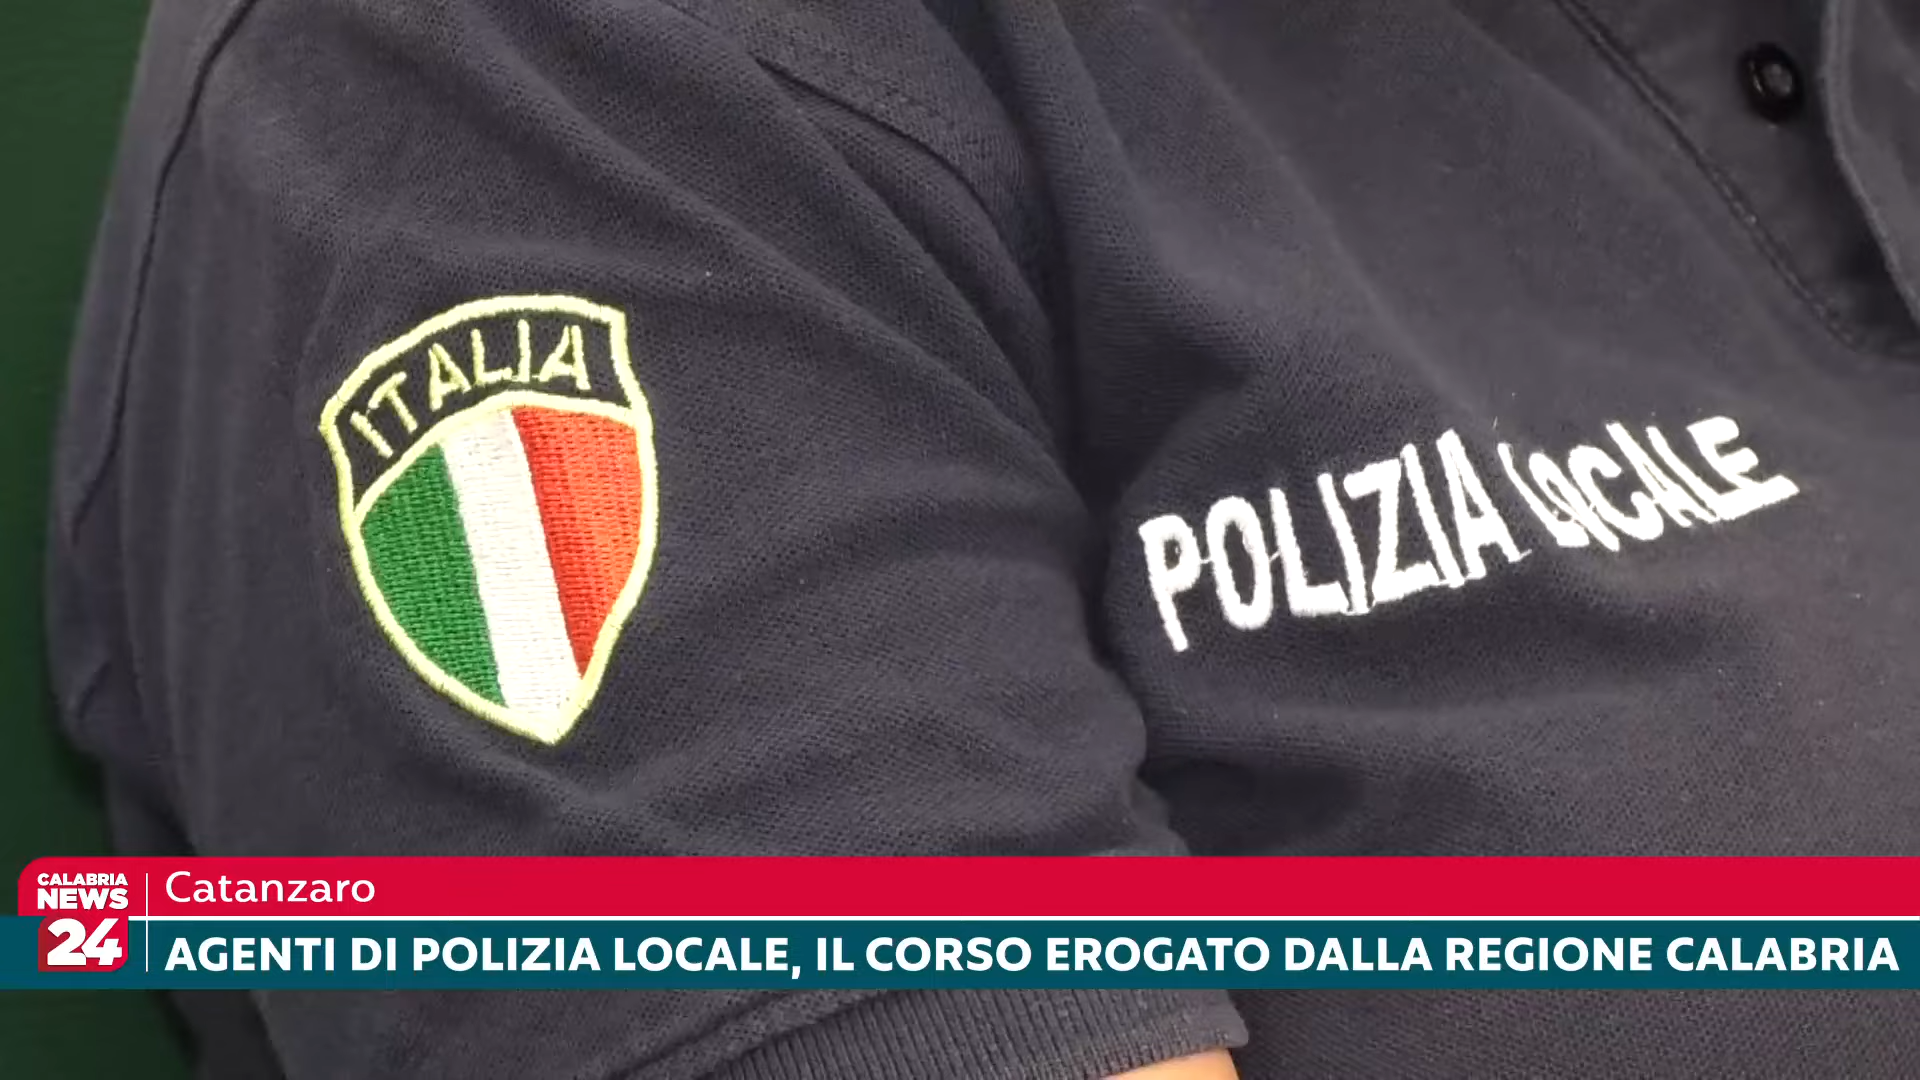 ITALIA
POLIZIA LOCALE
CALABRIA
NEWS
24
Catanzaro
AGENTI DI POLIZIA LOCALE, IL CORSO EROGATO DALLA REGIONE CALABRIA